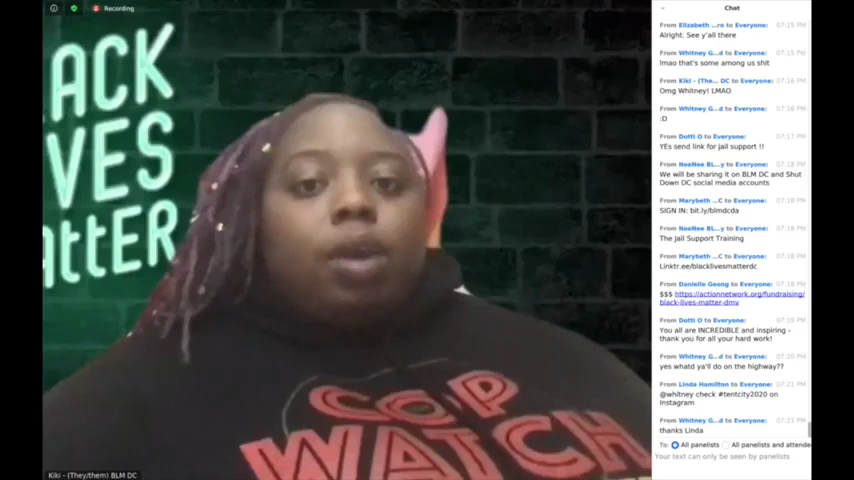 Recording
ACK
LIVES
MattER
COP
WATCH
Kiki - (They/them) BLM DC
Chat
From Elizabeth ...ro to Everyone: 07:15 PM
Alright. See y'all there
From Whitney G...d to Everyone: 07:15 PM
lmao that's some among us shit
From Kiki - (The... DC to Everyone: 07:16 PM
Omg Whitney! LMAO
From Whitney G...d to Everyone: 07:16 PM
:D
From Dotti O to Everyone: 07:17 PM
YEs send link for jail support !!
From NeeNee BL...y to Everyone: 07:18 PM
We will be sharing it on BLM DC and Shut
Down DC social media accounts
From Marybeth ...C to Everyone: 07:18 PM
SIGN IN: bit.ly/blmdcda
From NeeNee BL...y to Everyone: 07:18 PM
The Jail Support Training
From Marybeth ...C to Everyone: 07:18 PM
Linktr.ee/blacklivesmatterdc
From Danielle Geong to Everyone: 07:18 PM
$$$ https://actionnetwork.org/fundraising/
black-lives-matter-dmv
From Dotti O to Everyone: 07:19 PM
You all are INCREDIBLE and inspiring -
thank you for all your hard work!
From Whitney G...d to Everyone: 07:20 PM
yes whatd ya'll do on the highway??
From Linda Hamilton to Everyone: 07:21 PM
@whitney check #tentcity2020 on
Instagram
From Whitney G...d to Everyone: 07:21 PM
thanks Linda
To: All panelists All panelists and attende
Your text can only be seen by panelists